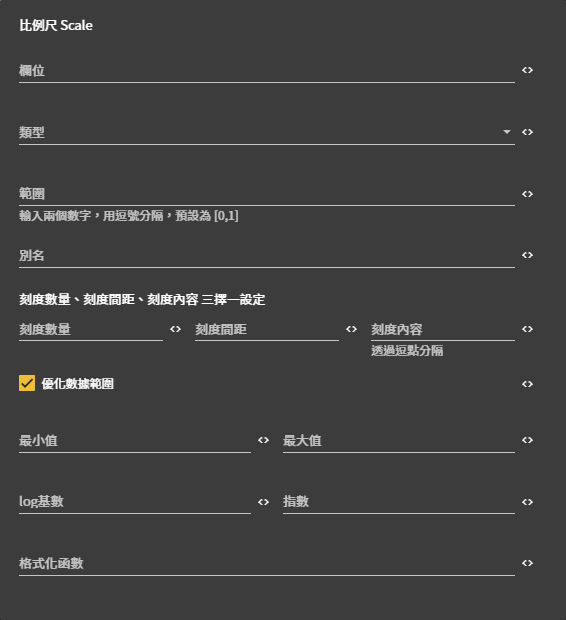 比例尺 Scale
欄位
類型
範圍
輸入兩個數字，用逗號分隔，預設為 [0,1]
別名
刻度數量、刻度間距、刻度內容 三擇一設定
刻度數量 刻度間距 刻度內容
透過逗點分隔
優化數據範圍
最小值 最大值
log基數 指數
格式化函數